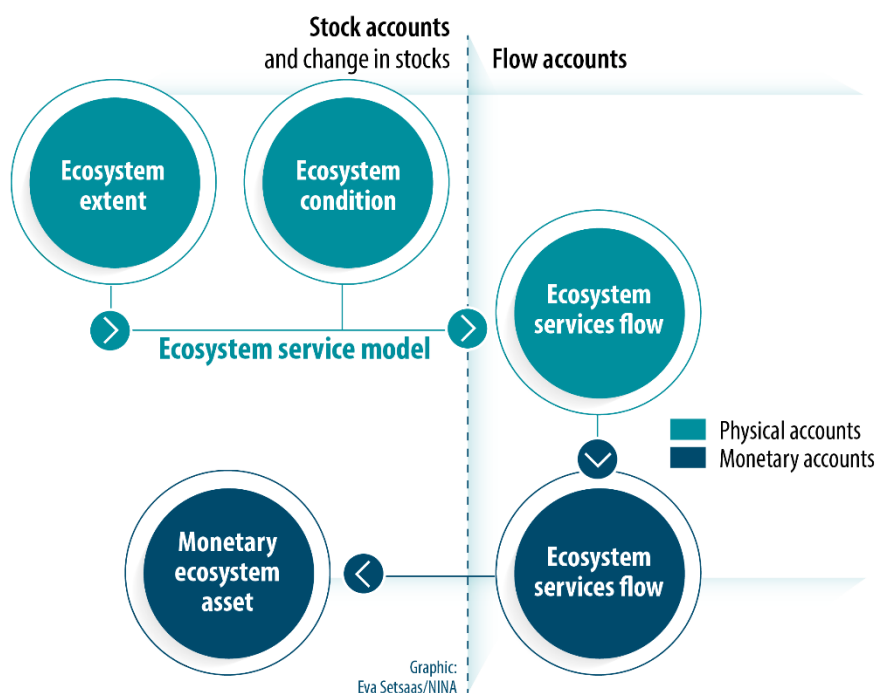 Stock accounts
and change in stocks
Flow accounts
Ecosystem
extent
Ecosystem
condition
Ecosystem
services flow
Ecosystem service model
Physical accounts
Monetary accounts
Monetary
ecosystem
asset
Ecosystem
services flow
Graphic:
Eva Setsaas/NINA